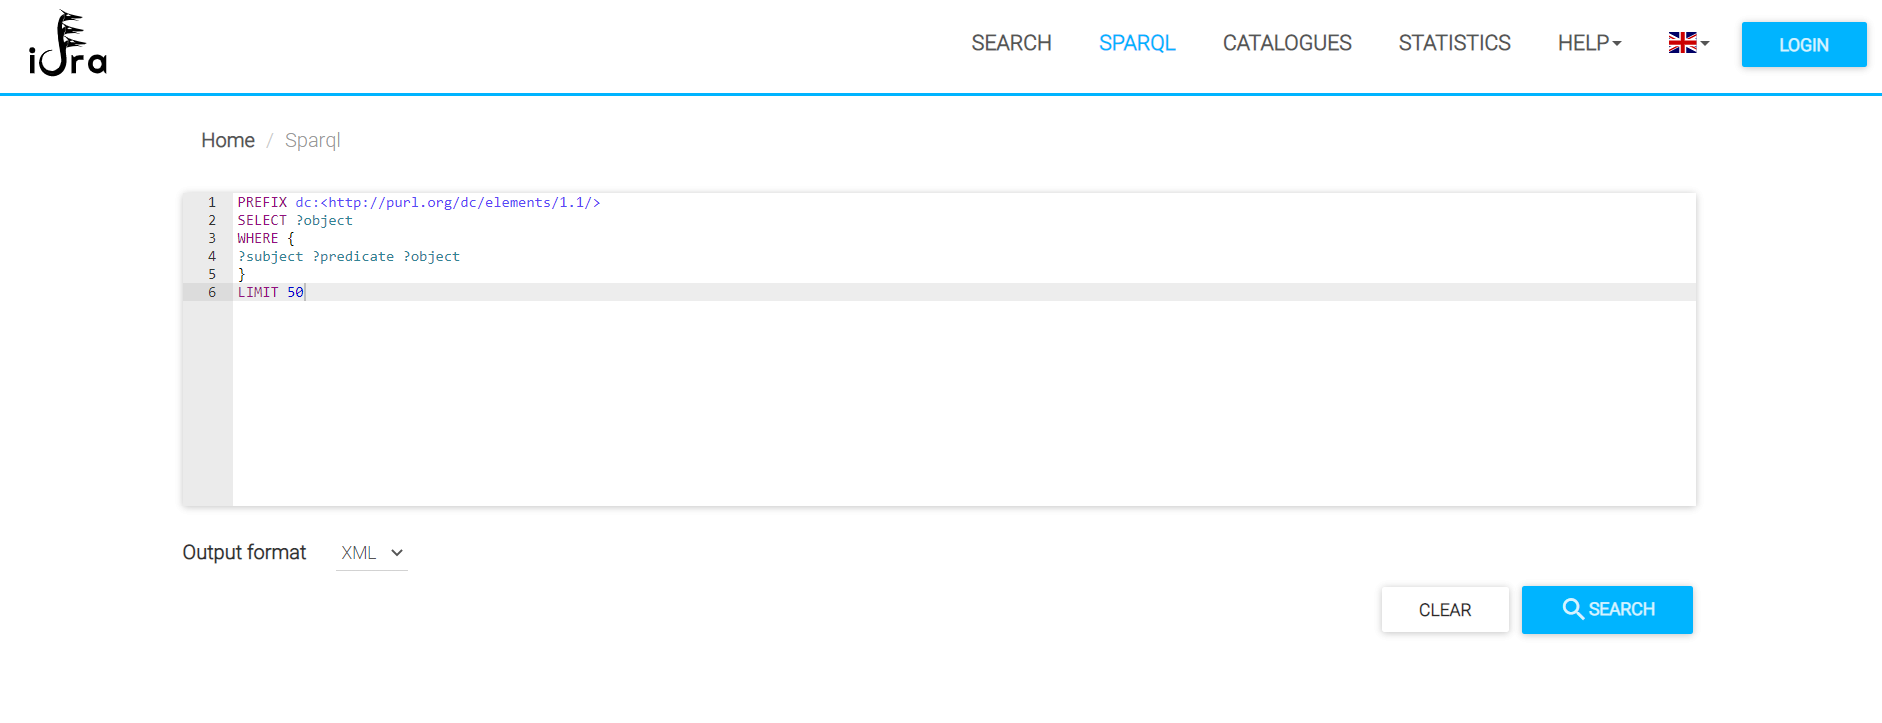 idra
SEARCH SPARQL CATALOGUES STATISTICS HELP LOGIN
Home / Sparql
1 PREFIX dc:<http://purl.org/dc/elements/1.1/>
2 SELECT ?object
3 WHERE {
4 ?subject ?predicate ?object
5 }
6 LIMIT 50
Output format XML
CLEAR SEARCH